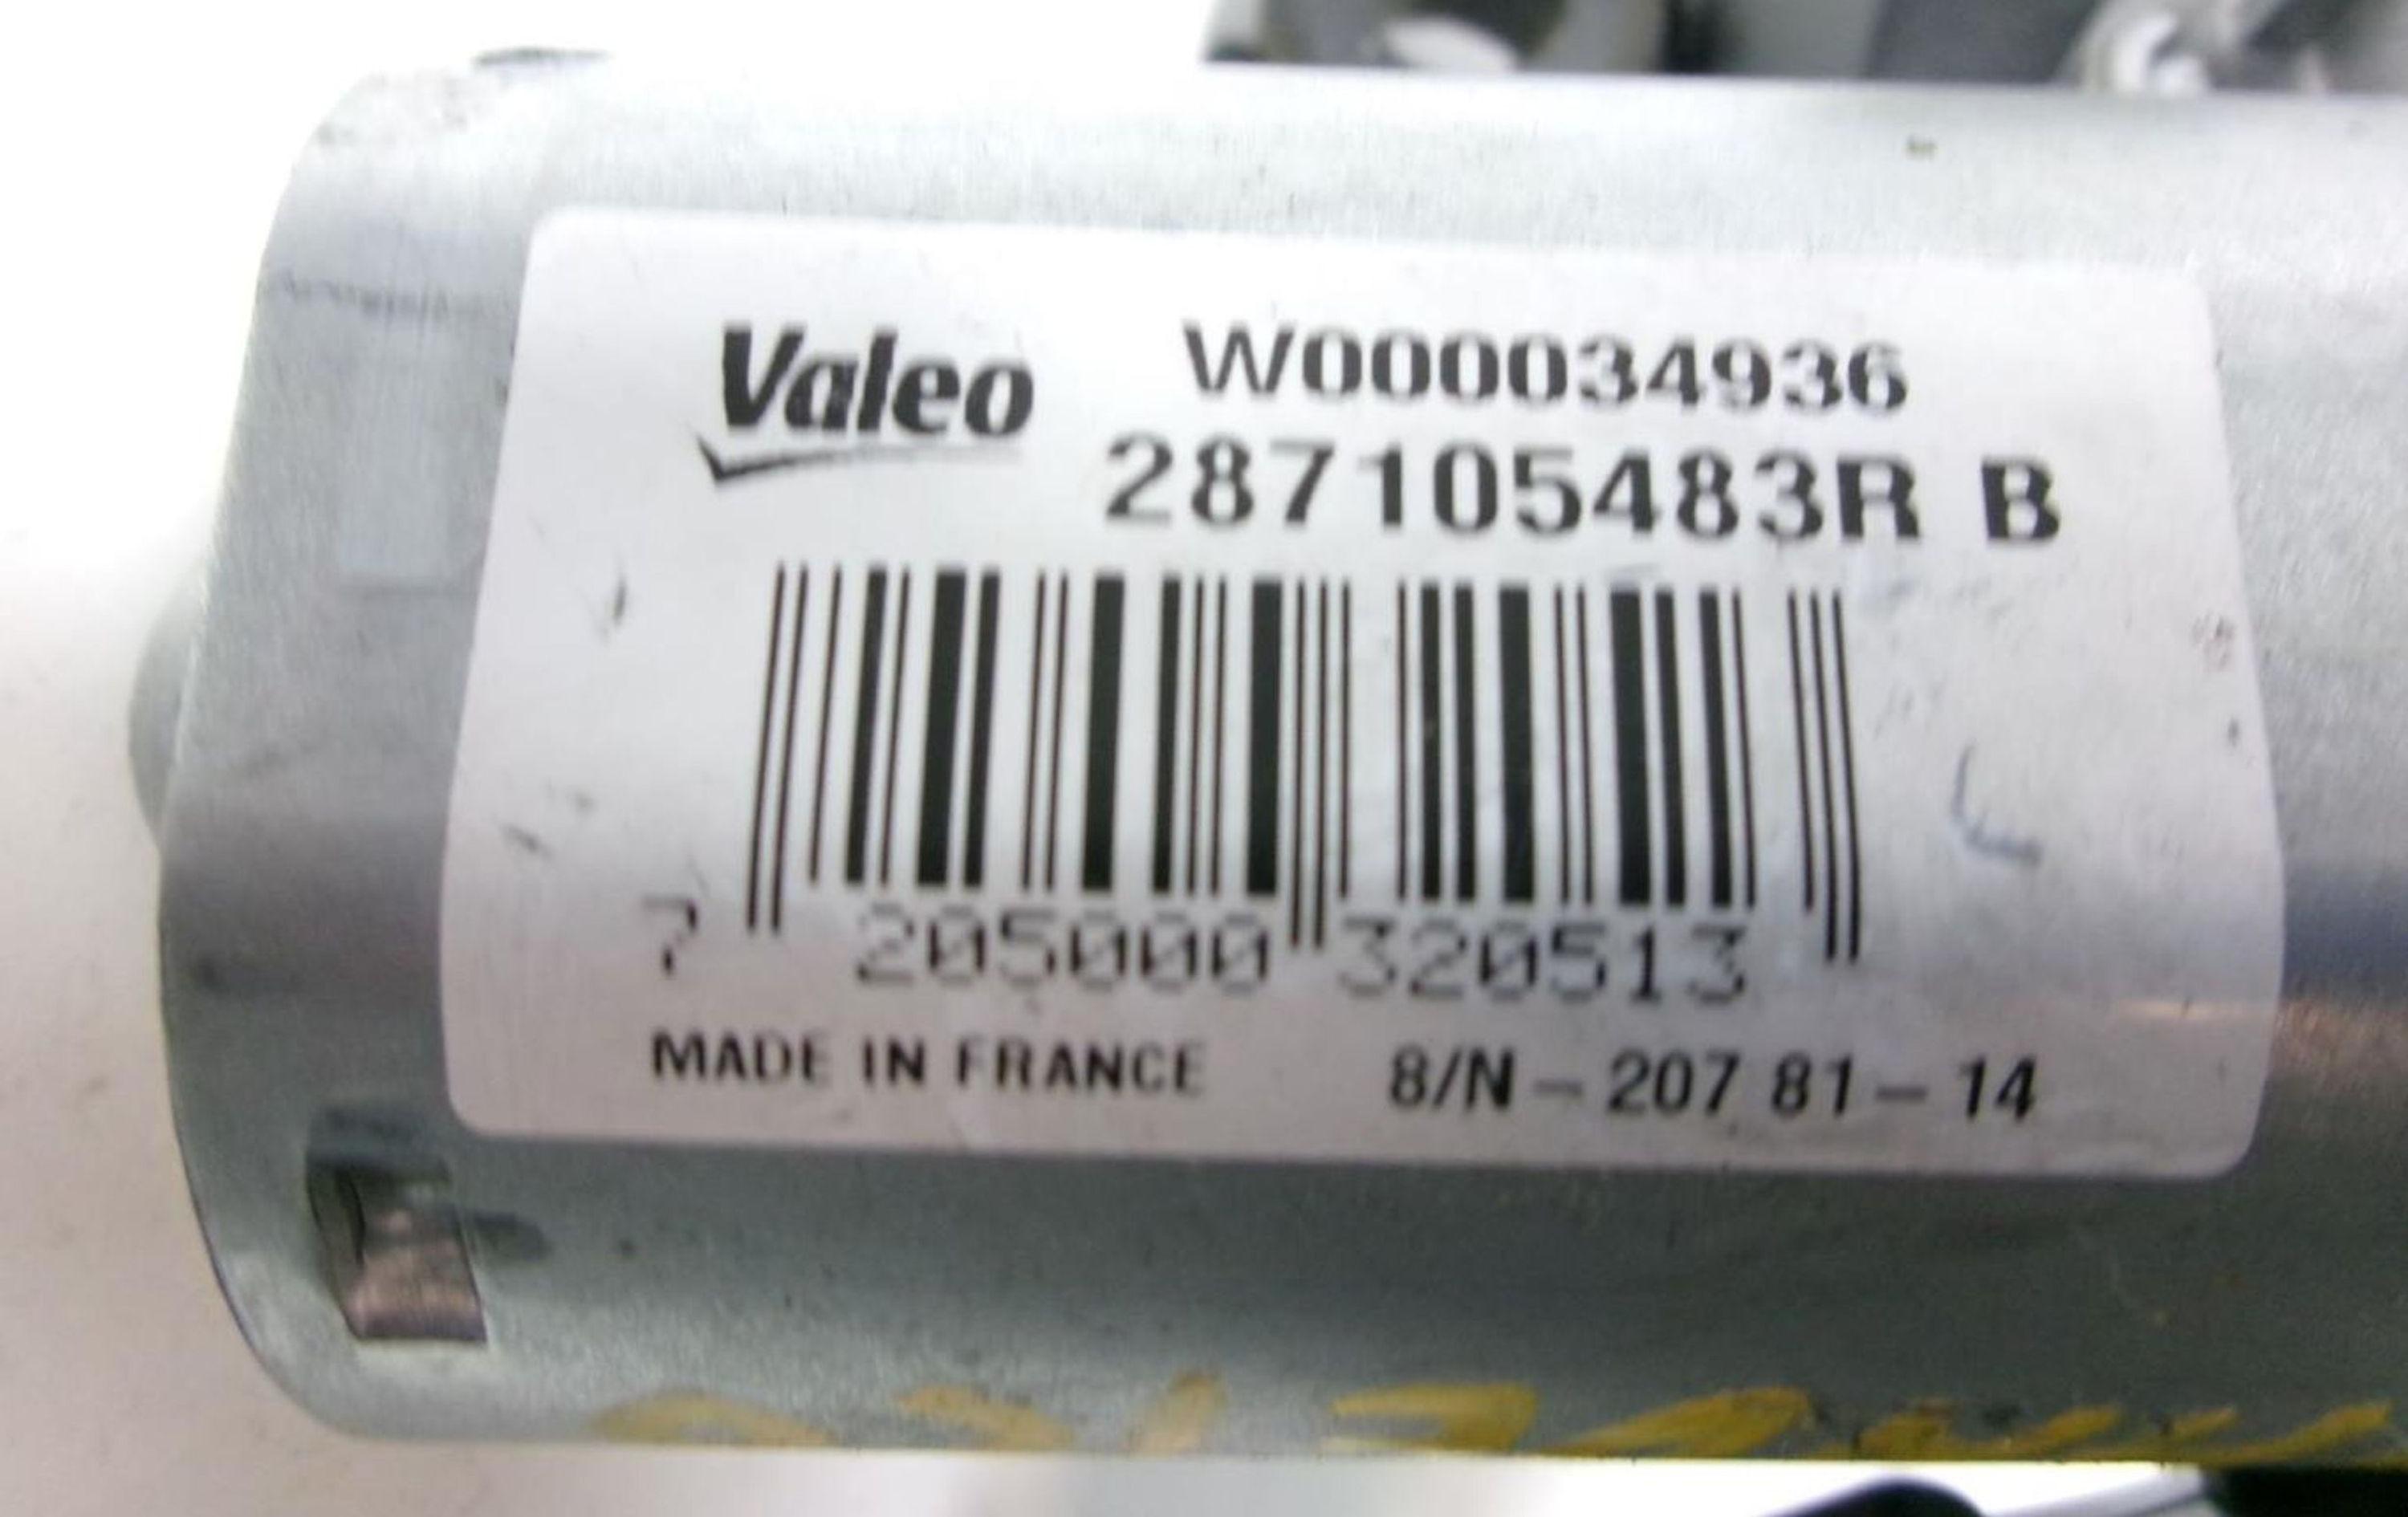 Valeo W000034936
287105483R B
7 205000 320513
MADE IN FRANCE 8/N - 207 81 - 14